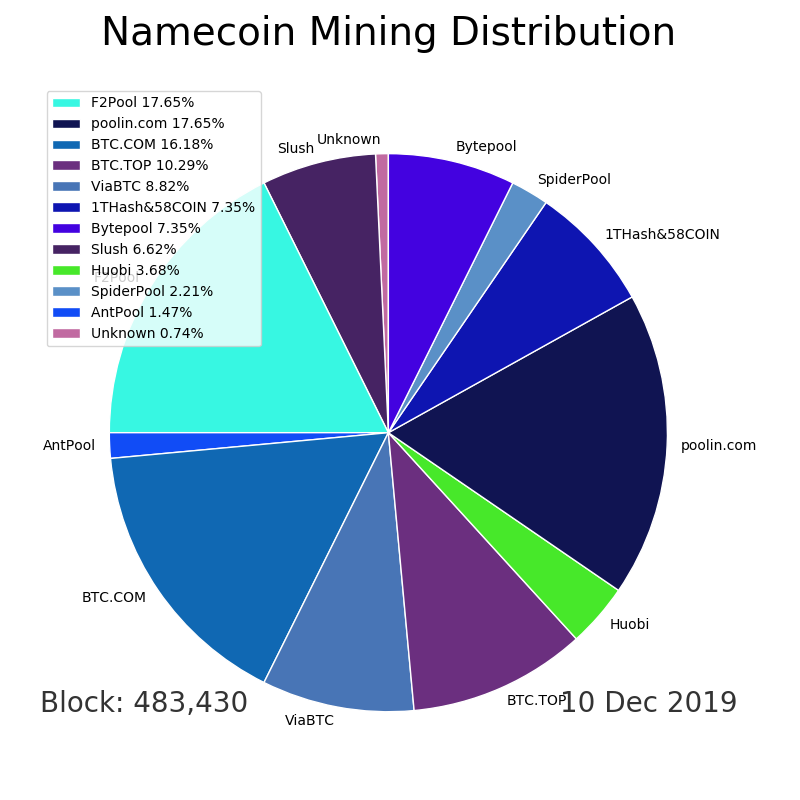 Namecoin Mining Distribution
F2Pool 17.65%
poolin.com 17.65%
BTC.COM 16.18%
BTC.TOP 10.29%
ViaBTC 8.82%
1THash&58COIN 7.35%
Bytepool 7.35%
Slush 6.62%
Huobi 3.68%
SpiderPool 2.21%
AntPool 1.47%
Unknown 0.74%
Unknown
Slush
Bytepool
SpiderPool
1THash&58COIN
F2Pool
AntPool
poolin.com
BTC.COM
Huobi
BTC.TOP
ViaBTC
Block: 483,430
10 Dec 2019